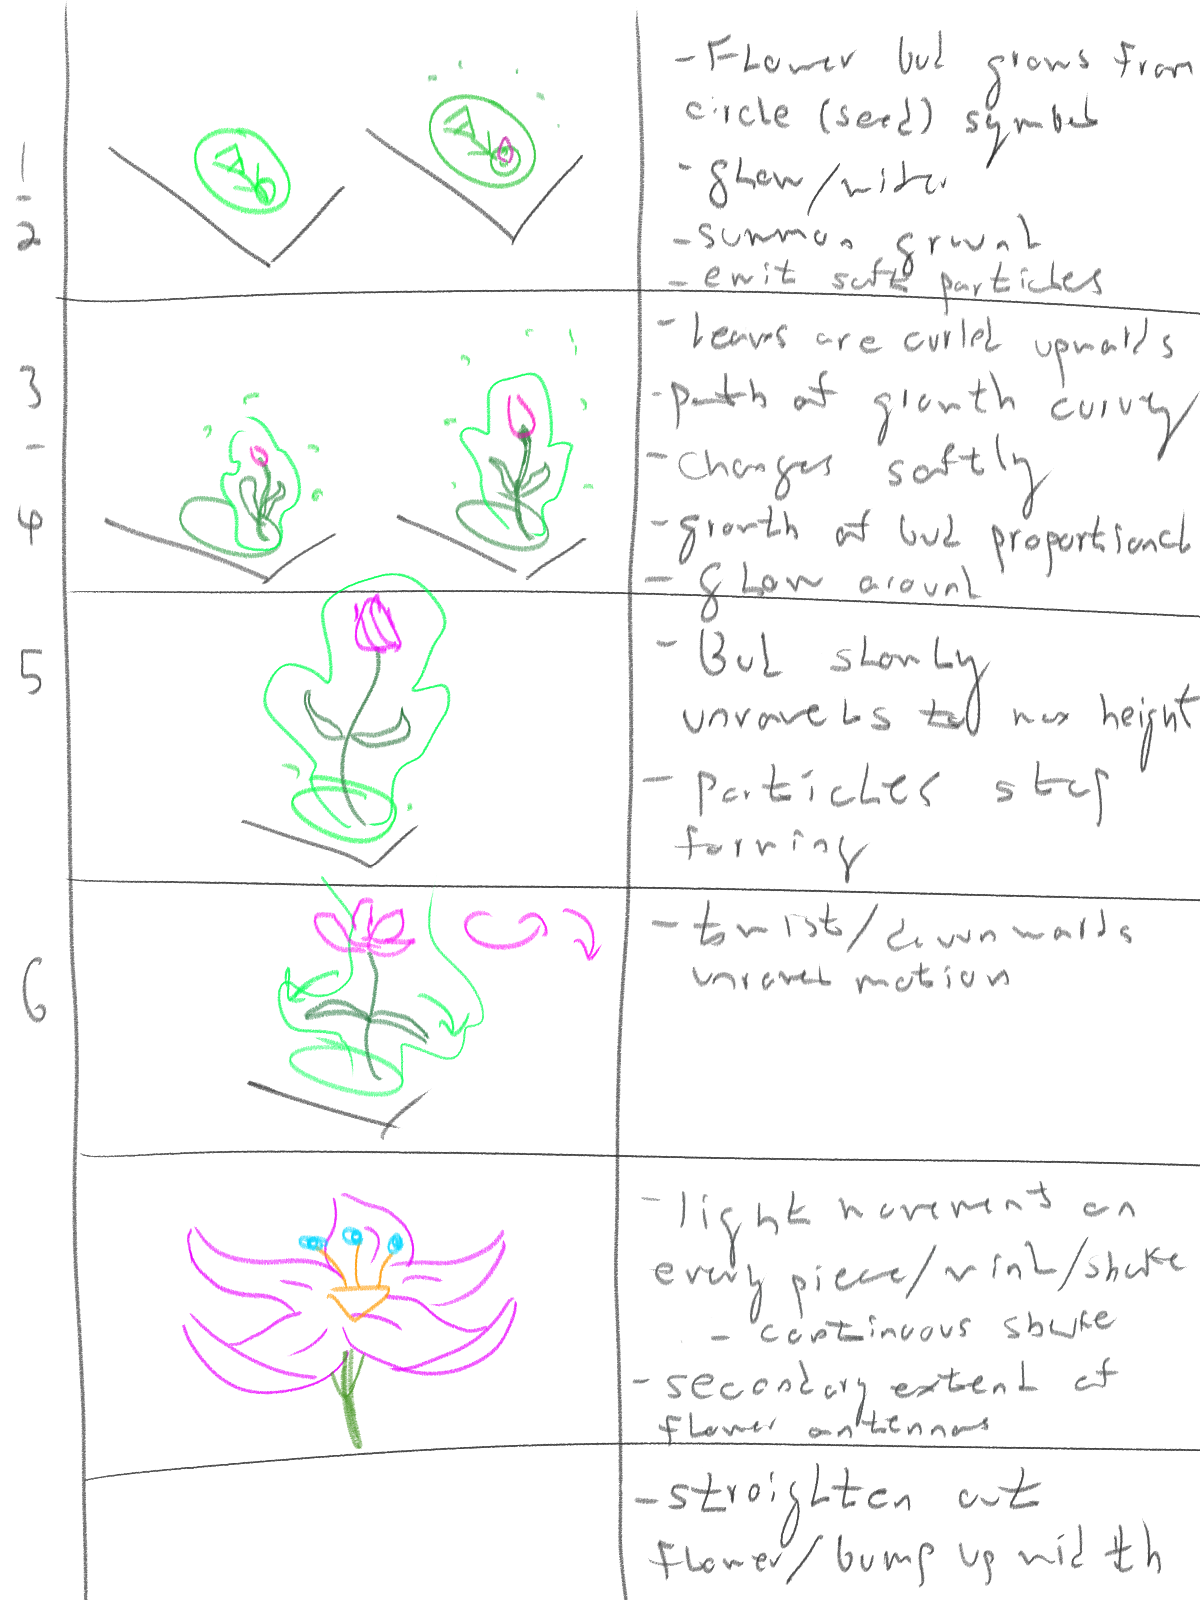 1
-
2
- Flower bud grows from
circle (seed) symbol
- glow/wider
- summon ground
- emit soft particles
3
-
4
- leaves are curled upwards
- path of growth curvy
- changes softly
- growth of bud proportional
- glow around
5
- Bud slowly
unravels to max height
- particles stop
forming
6
- twist/downwards
unravel motion
- light movement on
every piece/wind/shake
- continuous shake
- secondary extend of
flower antennas
- straighten out
flower/bump up width